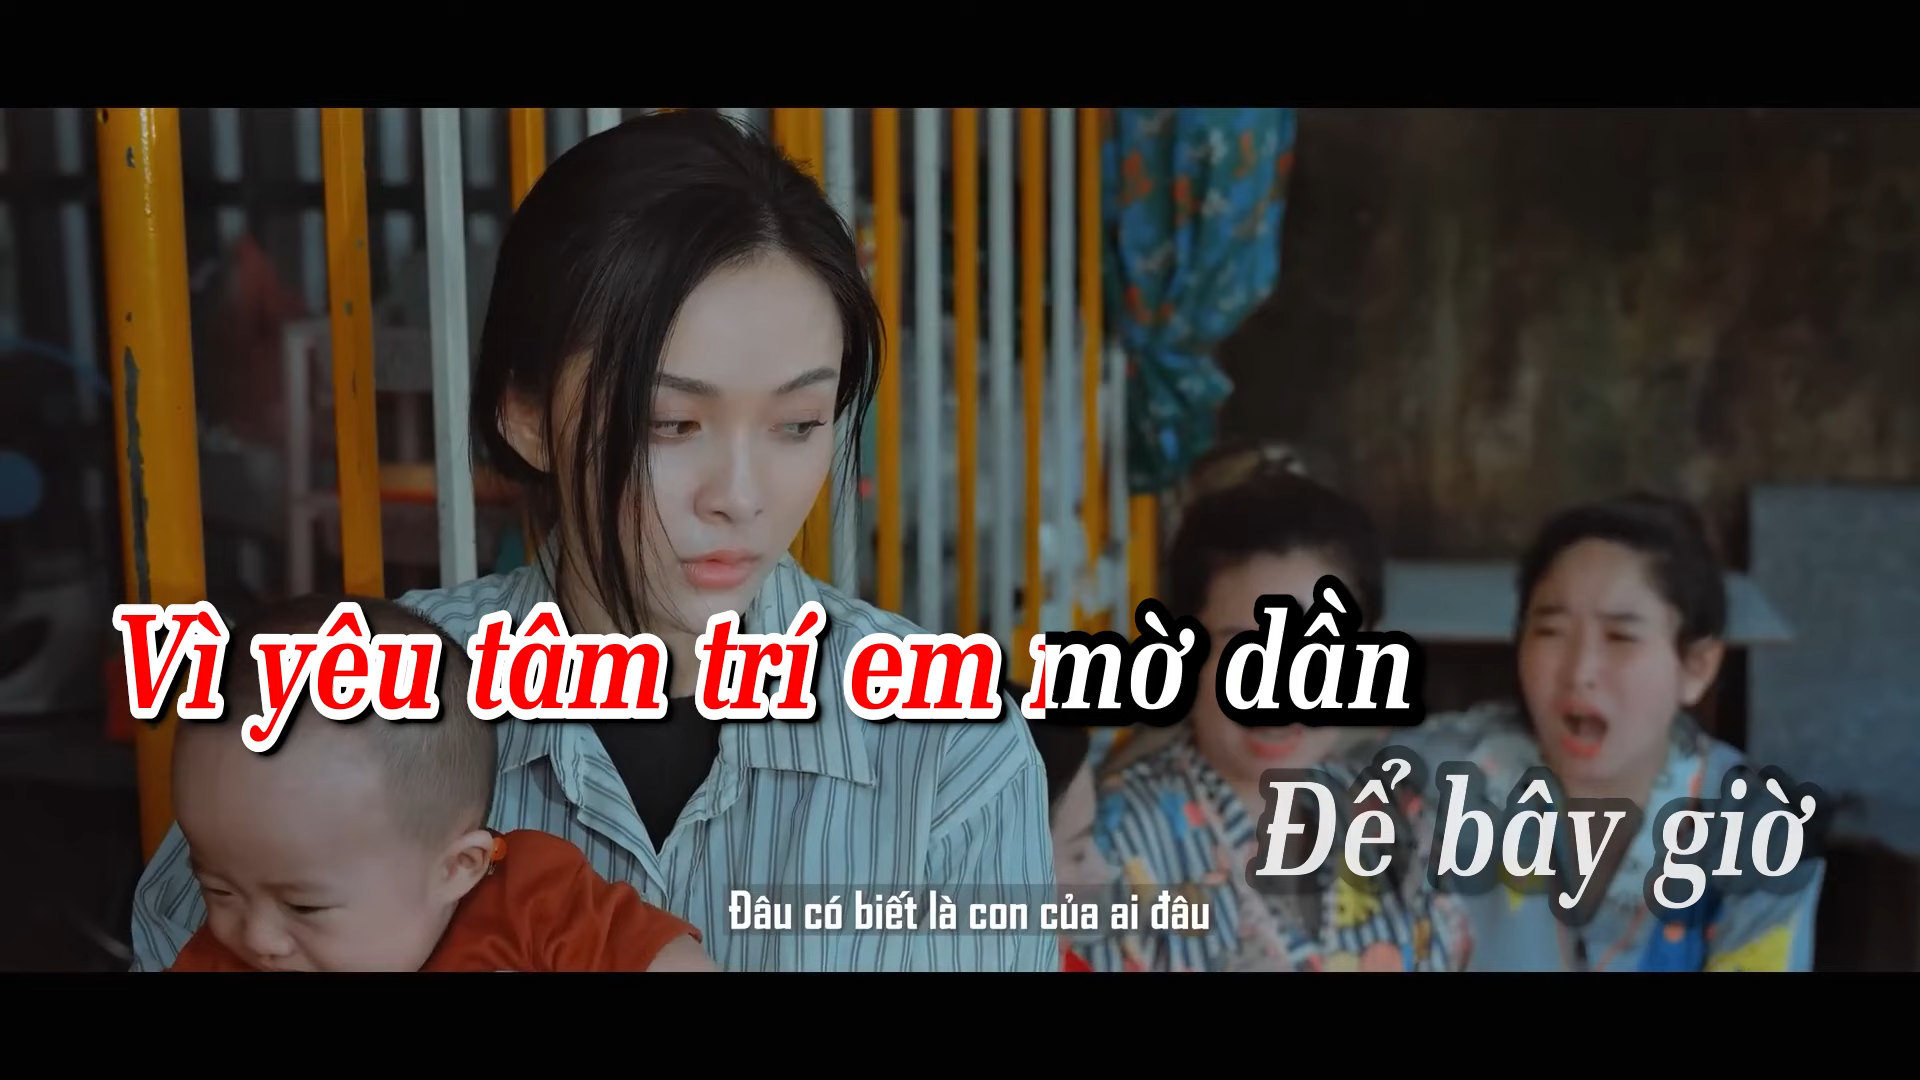 Vì yêu tâm trí em mờ dần
Để bây giờ
Đâu có biết là con của ai đâu